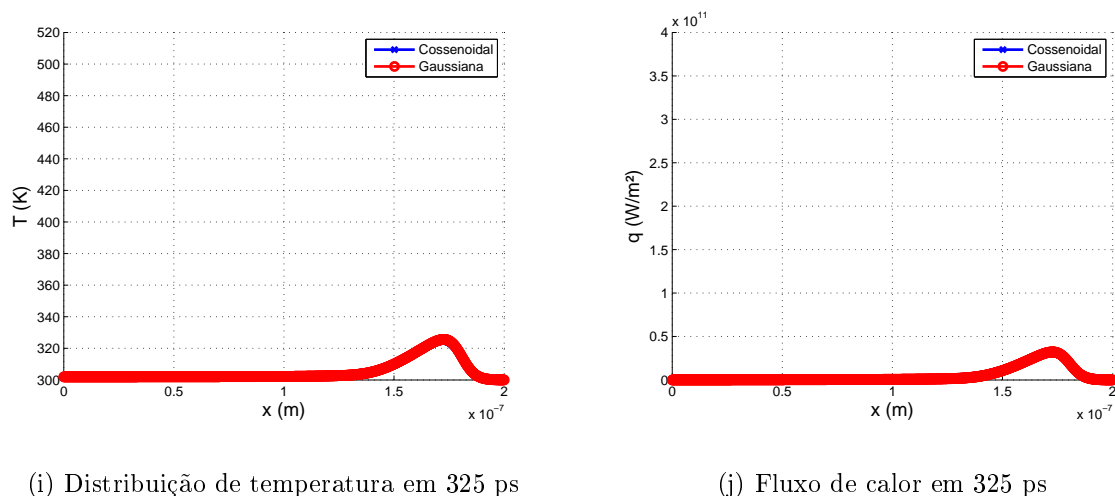 520
500
480
460
440
420
400
380
360
340
320
300
T (K)
0
0.5
1
1.5
2
x 10⁻⁷
x (m)
Cossenoidal
Gaussiana
(i) Distribuição de temperatura em 325 ps
x 10¹¹
4
3.5
3
2.5
2
1.5
1
0.5
0
q (W/m²)
0
0.5
1
1.5
2
x 10⁻⁷
x (m)
Cossenoidal
Gaussiana
(j) Fluxo de calor em 325 ps